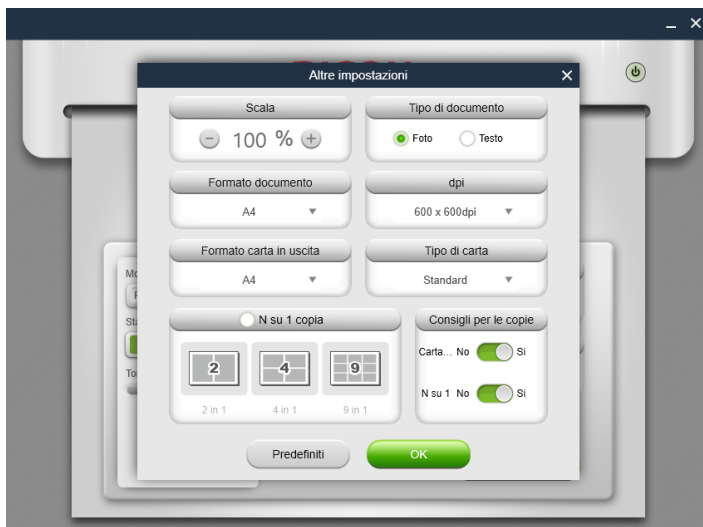 Altre impostazioni
Scala
Tipo di documento
100 %
Foto
Testo
Formato documento
dpi
A4
600 x 600dpi
Formato carta in uscita
Tipo di carta
A4
Standard
N su 1 copia
Consigli per le copie
Carta... No Si
2 4 9
N su 1 No Si
2 in 1 4 in 1 9 in 1
Predefiniti
OK